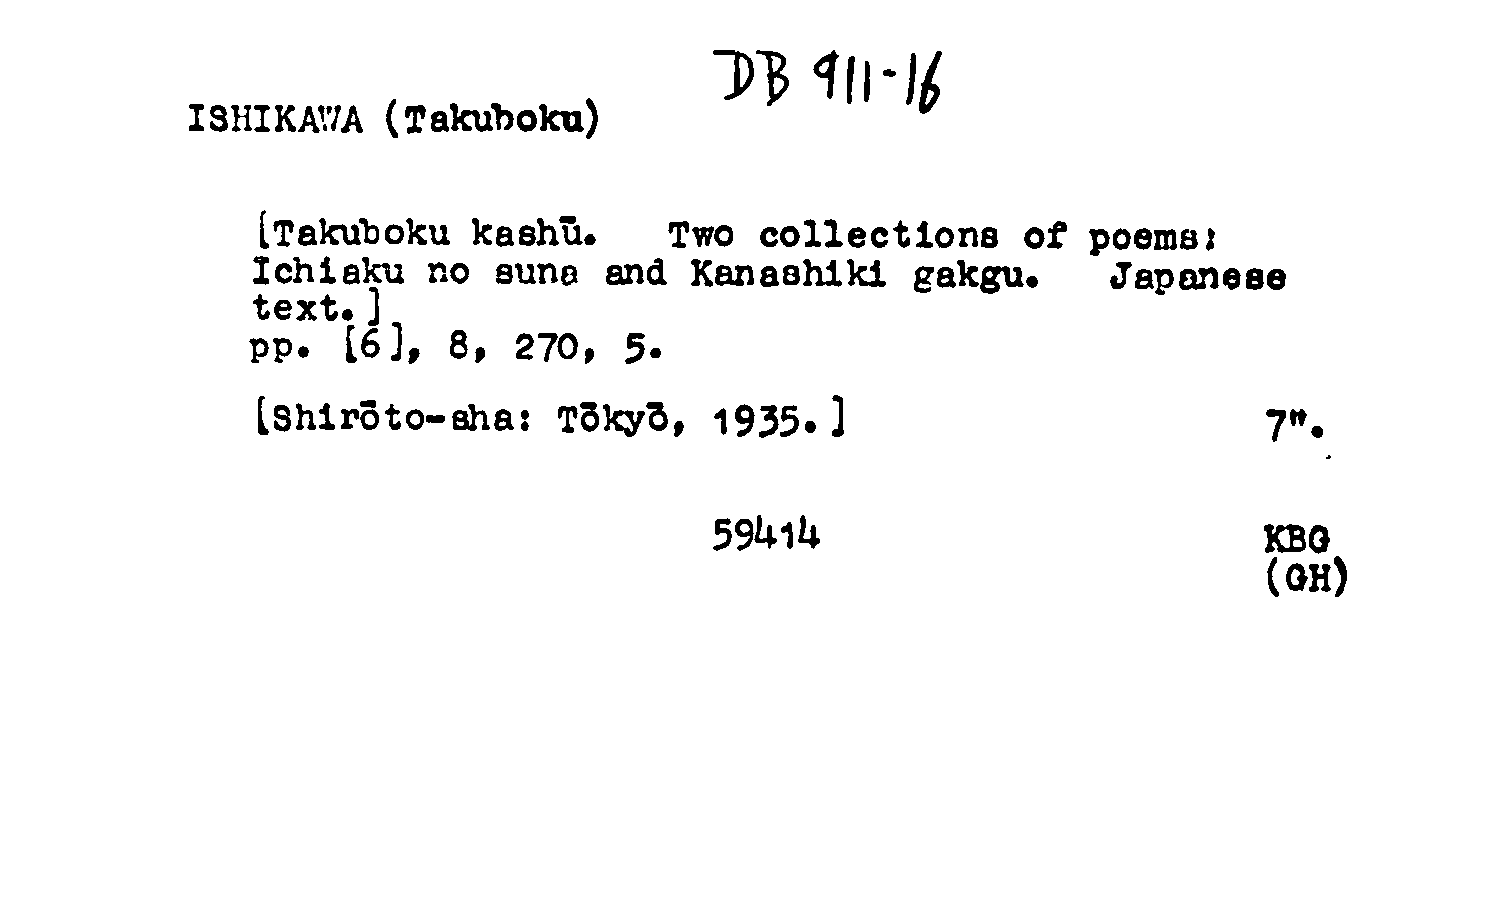 DB 911-16
ISHIKAWA (Takuboku)
[Takuboku kashū. Two collections of poems:
Ichiaku no suna and Kanashiki gakgu. Japanese
text.]
pp. [6], 8, 270, 5.
[Shirōto-sha: Tōkyō, 1935.] 7".
59414 KBG
(GH)